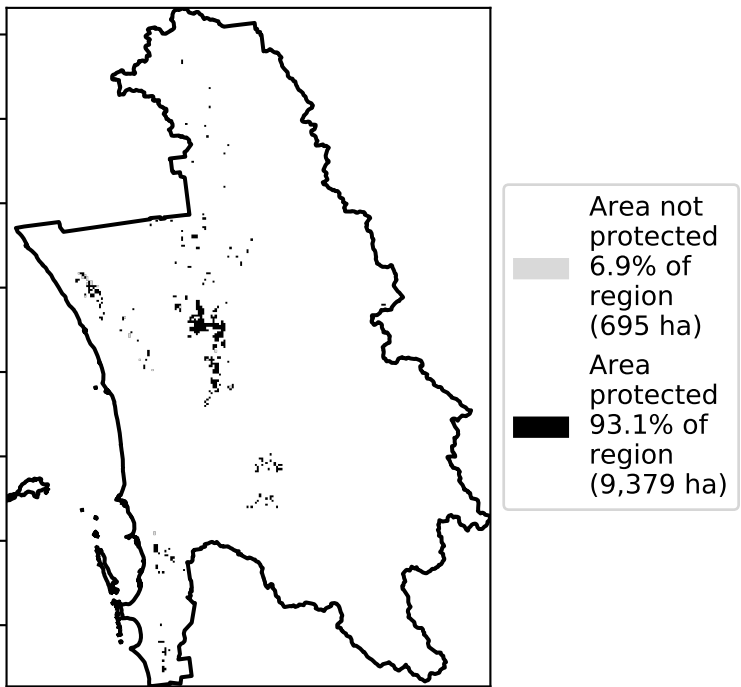 Area not
protected
6.9% of
region
(695 ha)
Area
protected
93.1% of
region
(9,379 ha)